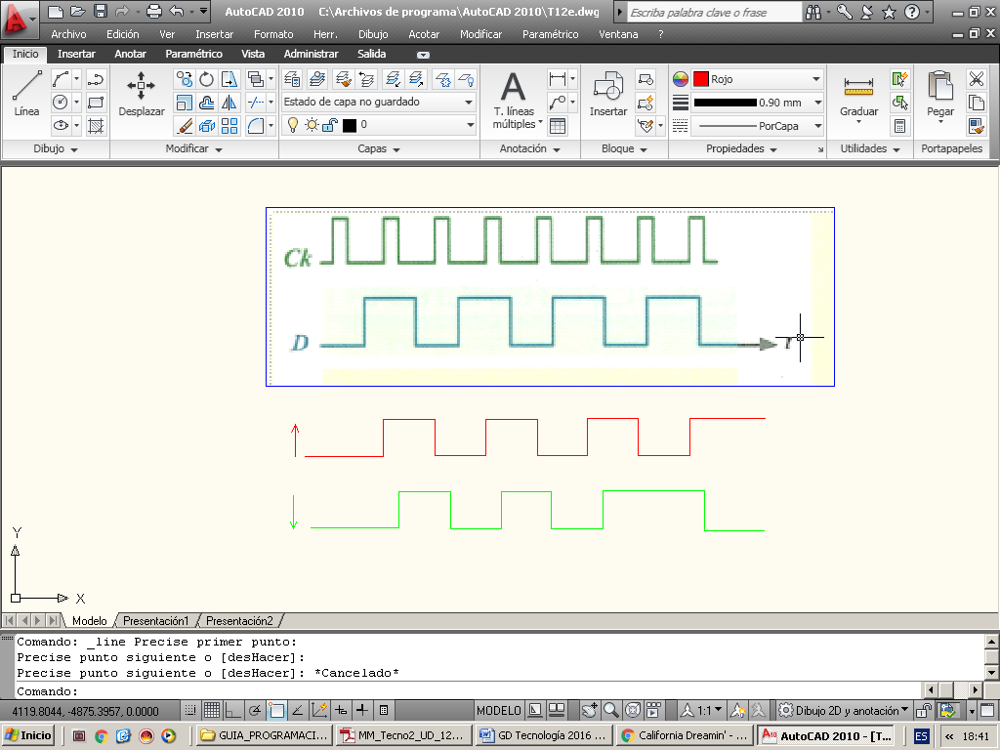 AutoCAD 2010 C:\Archivos de programa\AutoCAD 2010\T12e.dwg
Escriba palabra clave o frase
Archivo Edición Ver Insertar Formato Herr. Dibujo Acotar Modificar Paramétrico Ventana ?
Inicio Insertar Anotar Paramétrico Vista Administrar Salida
Línea
Desplazar
Estado de capa no guardado
0
A
T. líneas
múltiples
Insertar
Rojo
0.90 mm
PorCapa
Graduar
Pegar
Dibujo Modificar Capas Anotación Bloque Propiedades Utilidades Portapapeles
Ck
D
t
Y
X
Modelo Presentación1 Presentación2
Comando: _line Precise primer punto:
Precise punto siguiente o [desHacer]:
Precise punto siguiente o [desHacer]: *Cancelado*
Comando:
4119.8044, -4875.3957, 0.0000
MODELO
1:1
Dibujo 2D y anotación
Inicio
GUIA_PROGRAMACI...
MM_Tecno2_UD_12...
GD Tecnología 2016 ...
California Dreamin' - ...
AutoCAD 2010 - [T...
ES
«
18:41